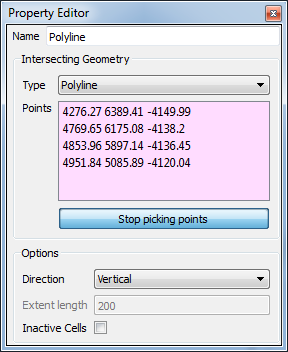 Property Editor
Name Polyline
Intersecting Geometry
Type Polyline
Points 4276.27 6389.41 -4149.99
4769.65 6175.08 -4138.2
4853.96 5897.14 -4136.45
4951.84 5085.89 -4120.04
Stop picking points
Options
Direction Vertical
Extent length 200
Inactive Cells